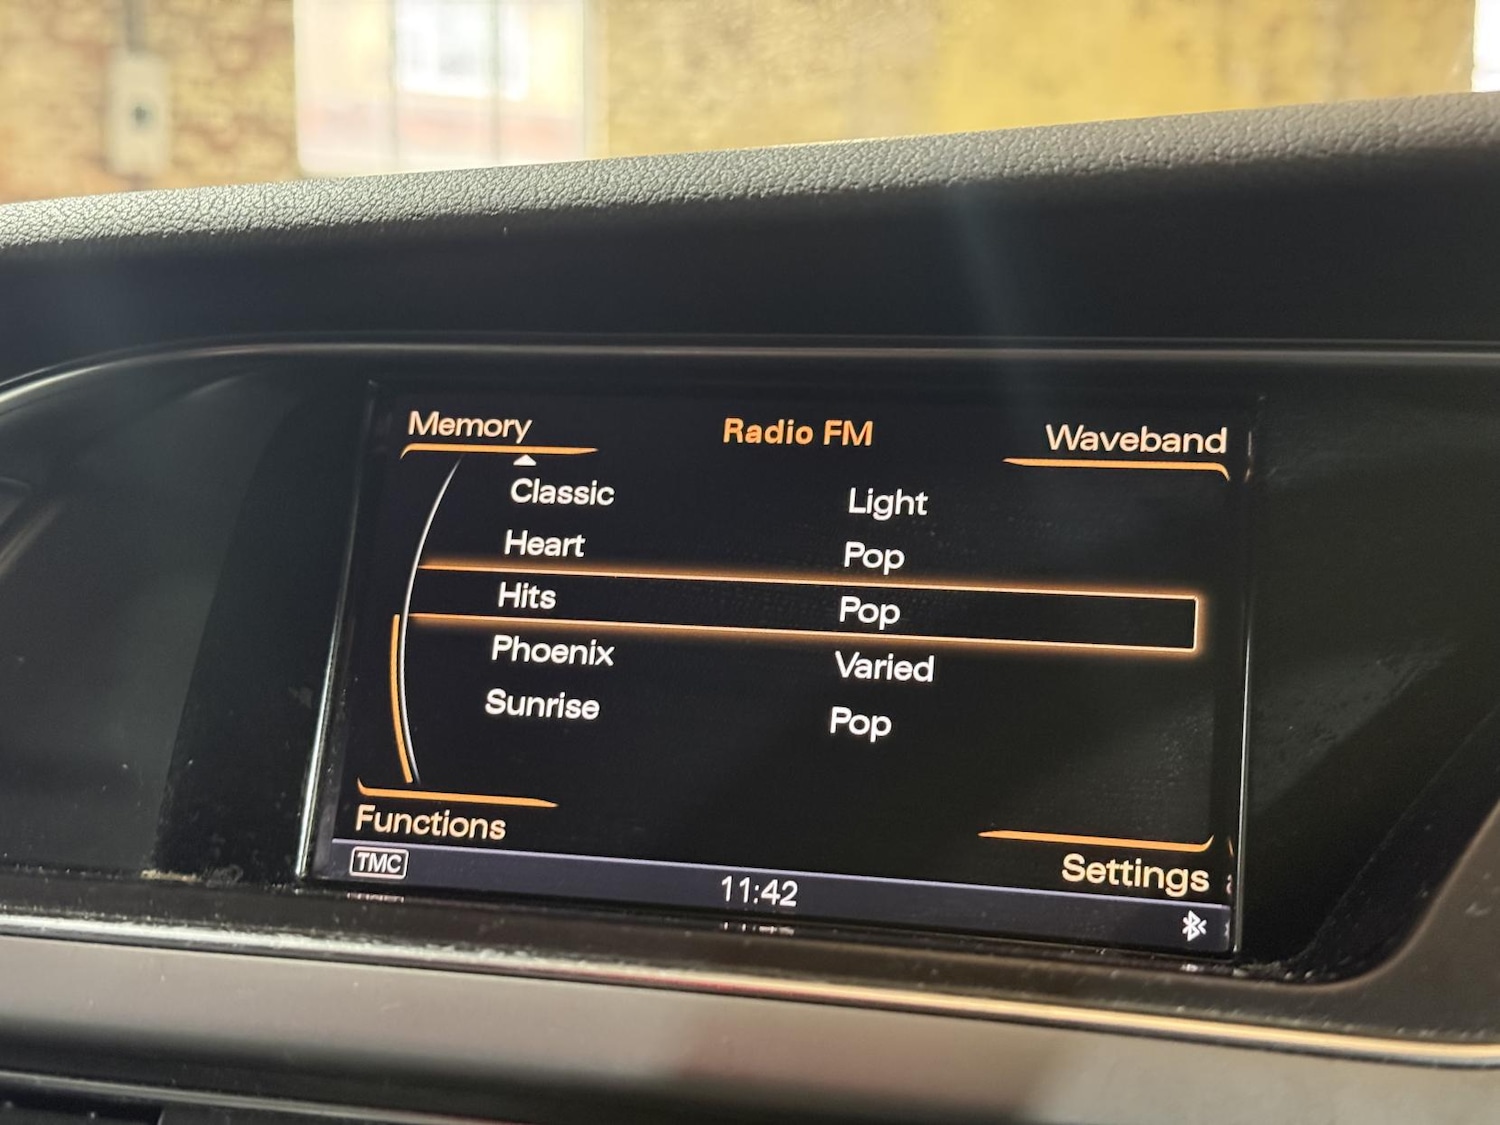 Memory Radio FM Waveband
Classic Light
Heart Pop
Hits Pop
Phoenix Varied
Sunrise Pop
Functions Settings
TMC 11:42